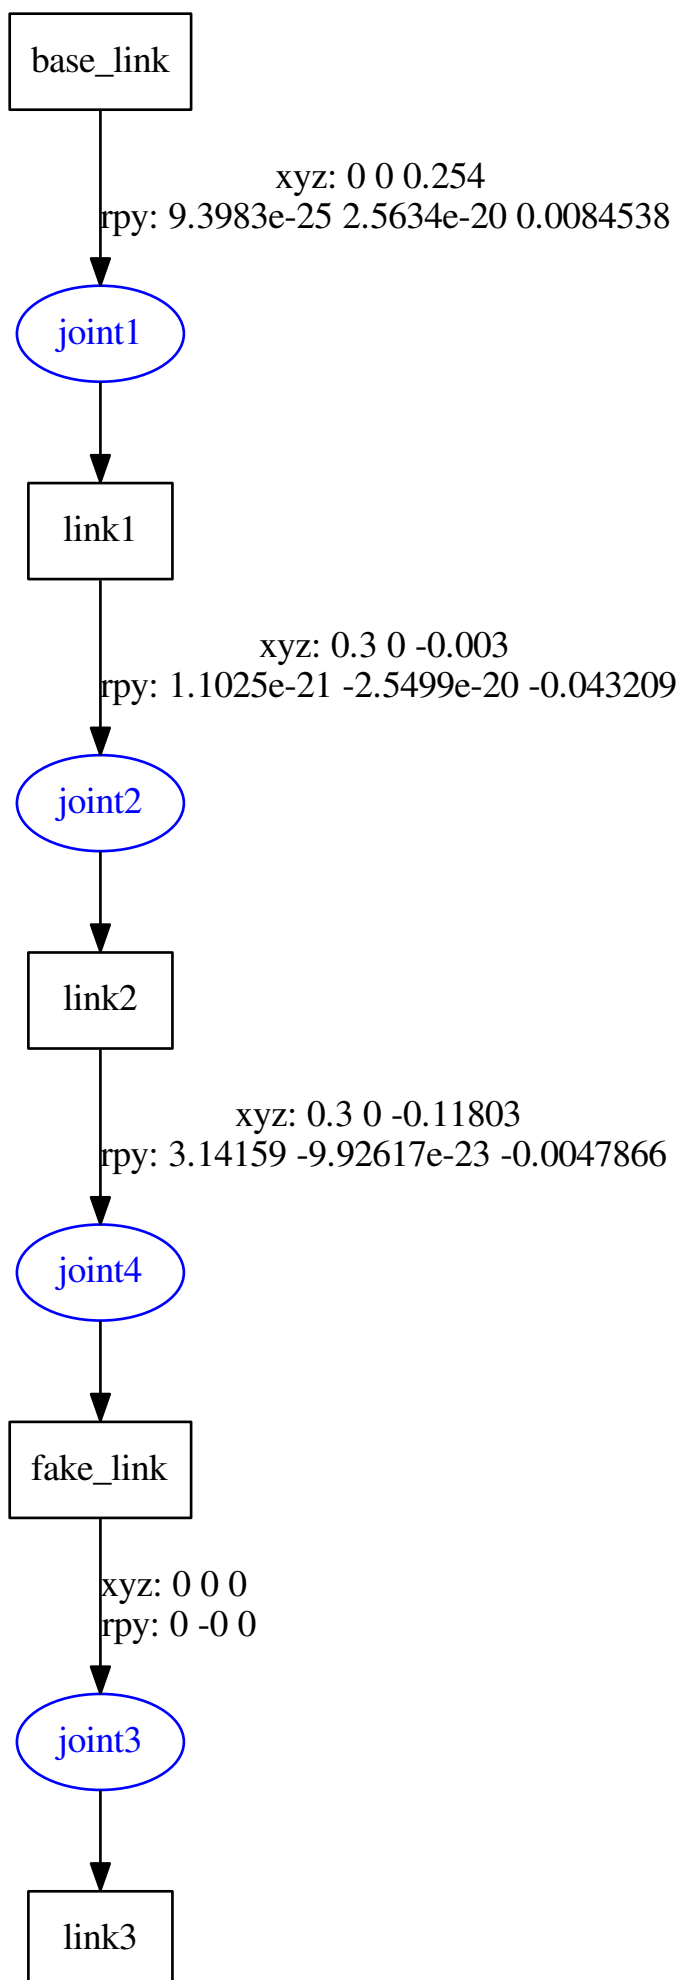 base_link
xyz: 0 0 0.254
rpy: 9.3983e-25 2.5634e-20 0.0084538
joint1
link1
xyz: 0.3 0 -0.003
rpy: 1.1025e-21 -2.5499e-20 -0.043209
joint2
link2
xyz: 0.3 0 -0.11803
rpy: 3.14159 -9.92617e-23 -0.0047866
joint4
fake_link
xyz: 0 0 0
rpy: 0 -0 0
joint3
link3